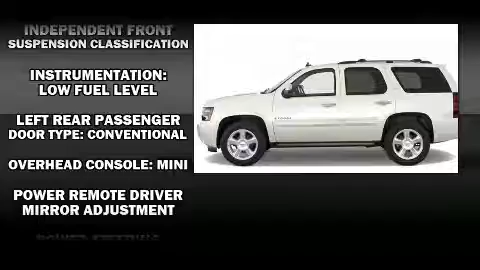 INDEPENDENT FRONT
SUSPENSION CLASSIFICATION
INSTRUMENTATION:
LOW FUEL LEVEL
LEFT REAR PASSENGER
DOOR TYPE: CONVENTIONAL
OVERHEAD CONSOLE: MINI
POWER REMOTE DRIVER
MIRROR ADJUSTMENT